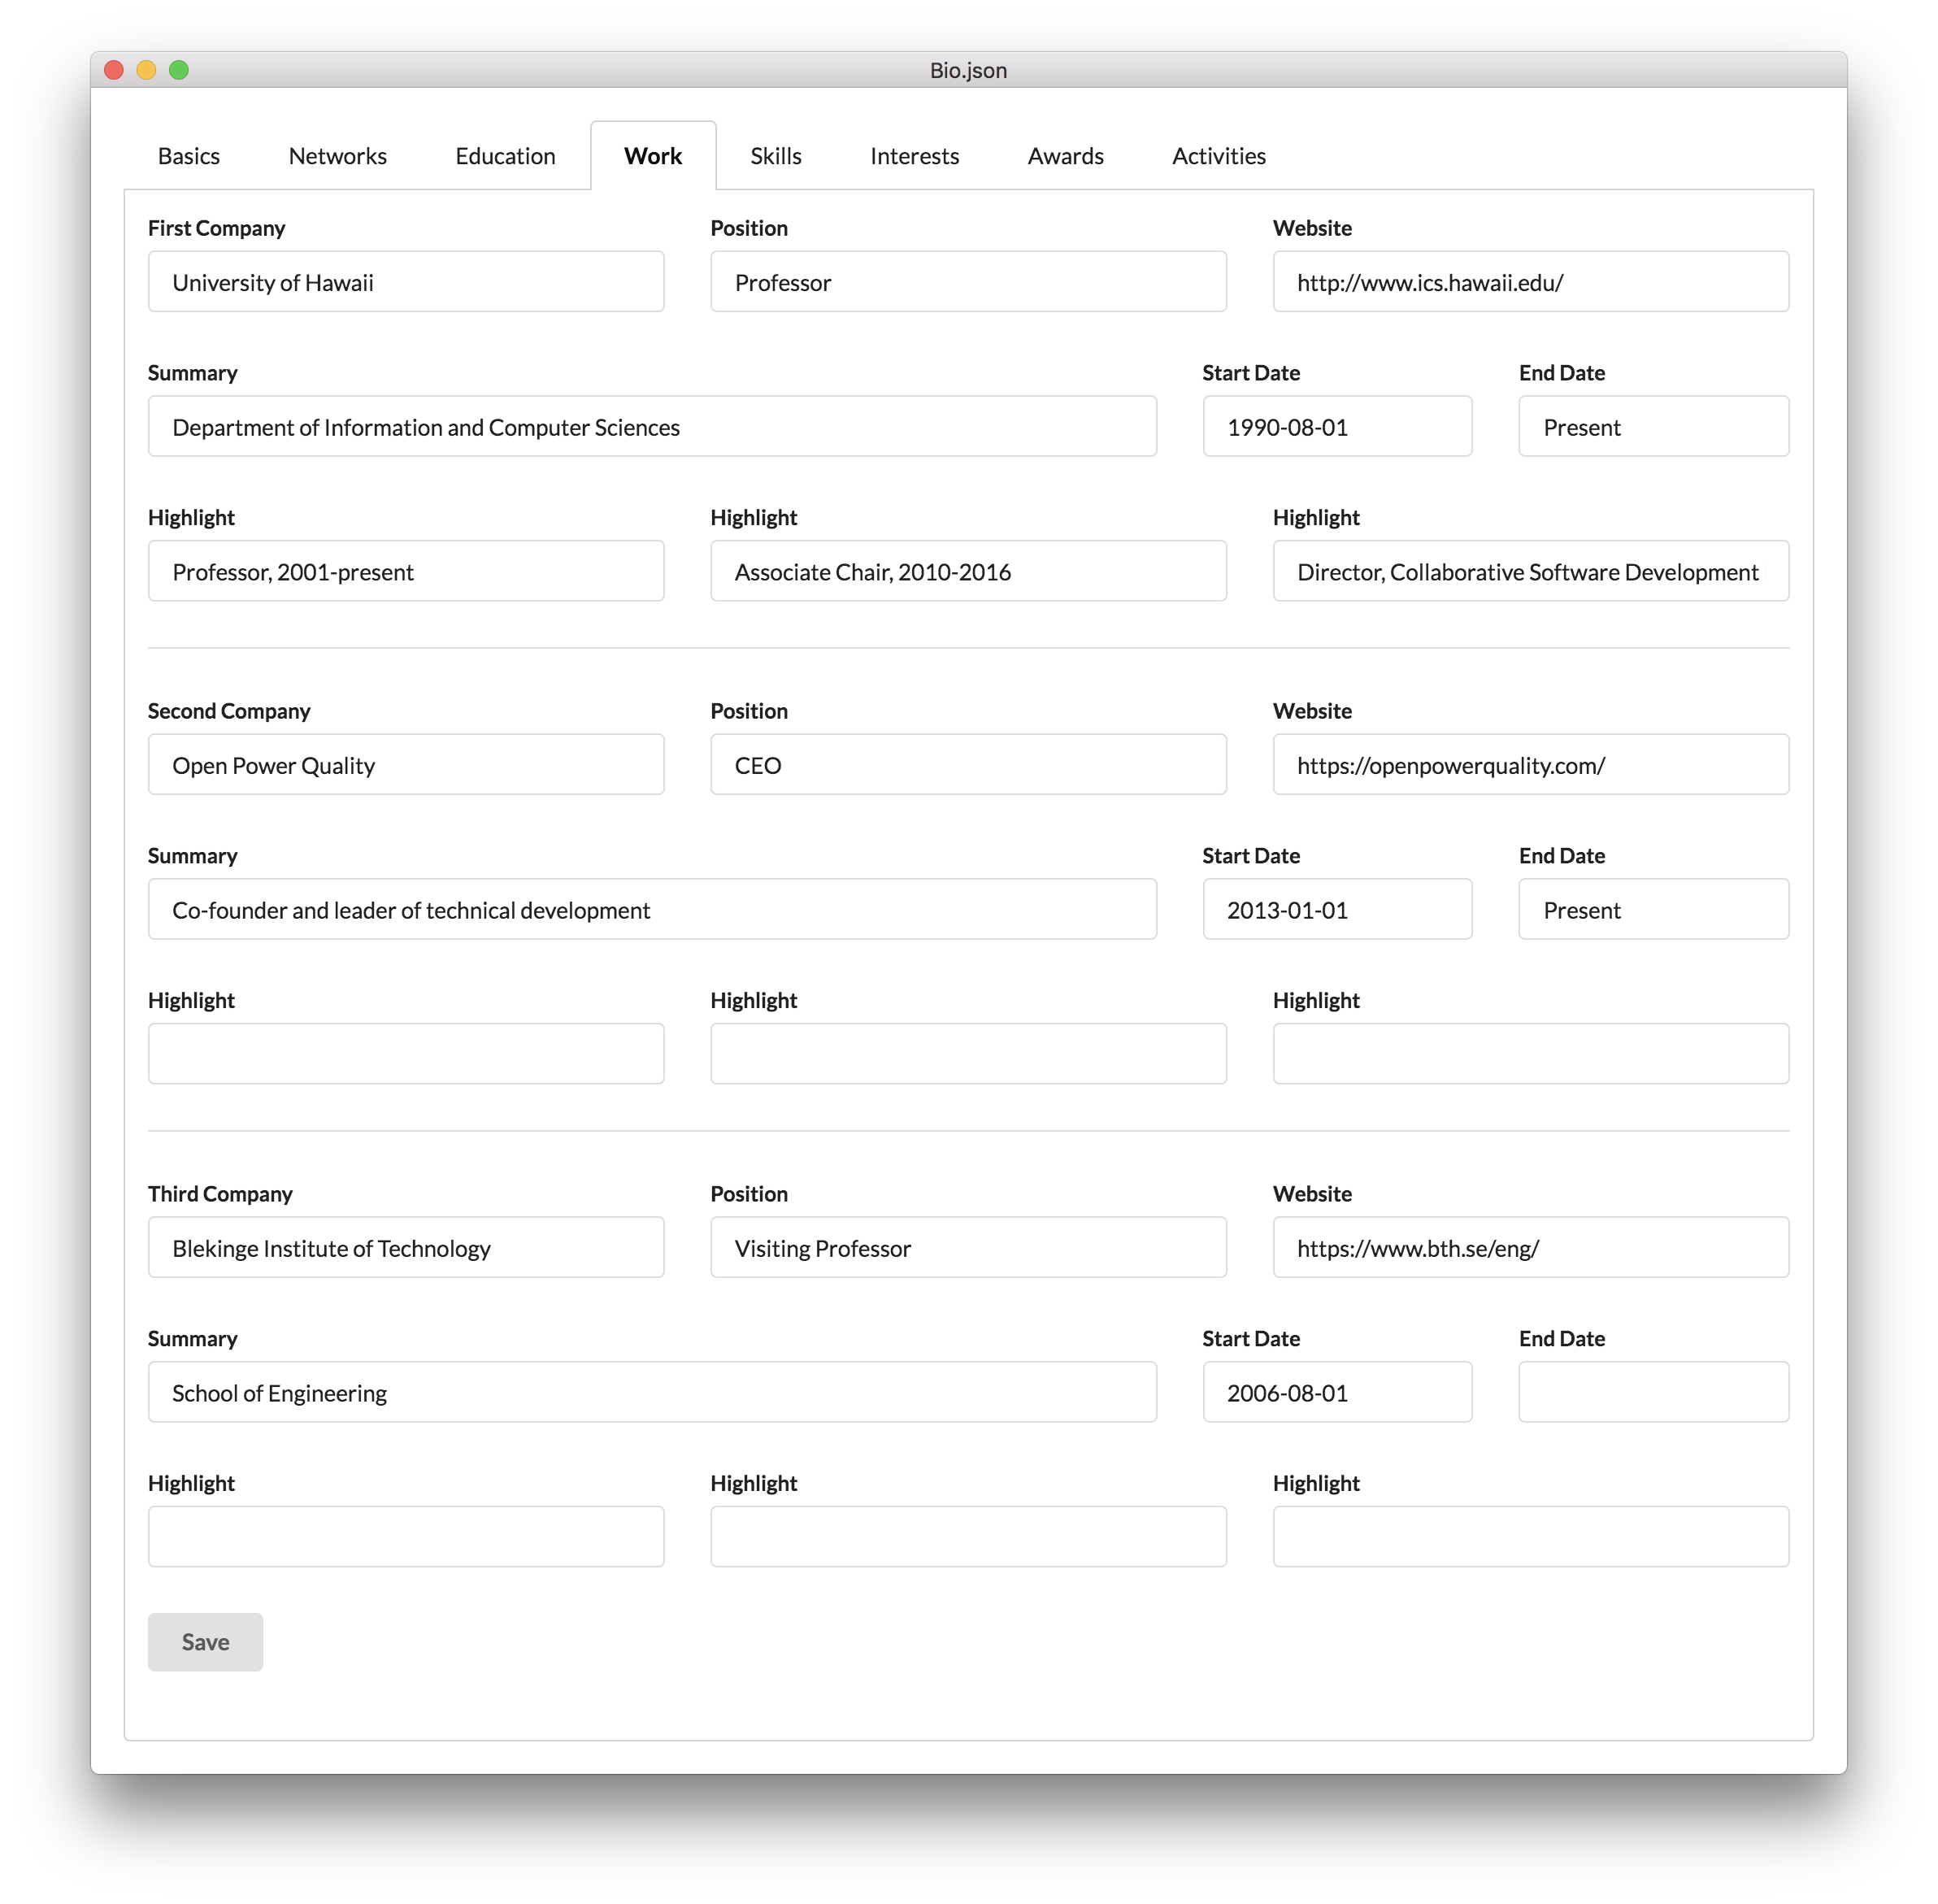 Bio.json
Basics Networks Education Work Skills Interests Awards Activities
First Company Position Website
University of Hawaii Professor http://www.ics.hawaii.edu/
Summary Start Date End Date
Department of Information and Computer Sciences 1990-08-01 Present
Highlight Highlight Highlight
Professor, 2001-present Associate Chair, 2010-2016 Director, Collaborative Software Development
Second Company Position Website
Open Power Quality CEO https://openpowerquality.com/
Summary Start Date End Date
Co-founder and leader of technical development 2013-01-01 Present
Highlight Highlight Highlight
Third Company Position Website
Blekinge Institute of Technology Visiting Professor https://www.bth.se/eng/
Summary Start Date End Date
School of Engineering 2006-08-01
Highlight Highlight Highlight
Save